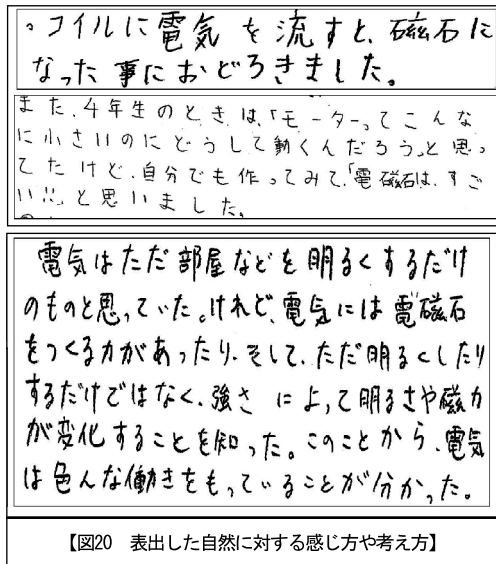 ・コイルに電気を流すと、磁石に
なった事におどろきました。
また、4年生のときは、「モーターってこんな
に小さいのにどうして動くんだろう」と思っ
てたけど、自分でも作ってみて、「電磁石は、すご
い!!」と思いました。
電気はただ部屋などを明るくするだけ
のものと思っていた。けれど、電気には電磁石
をつくる力があったり、そして、ただ明るくしたり
するだけではなく、強さによって明るさや磁力
が変化することを知った。このことから、電気
は色んな働きをもっていることが分かった。
【図20 表出した自然に対する感じ方や考え方】